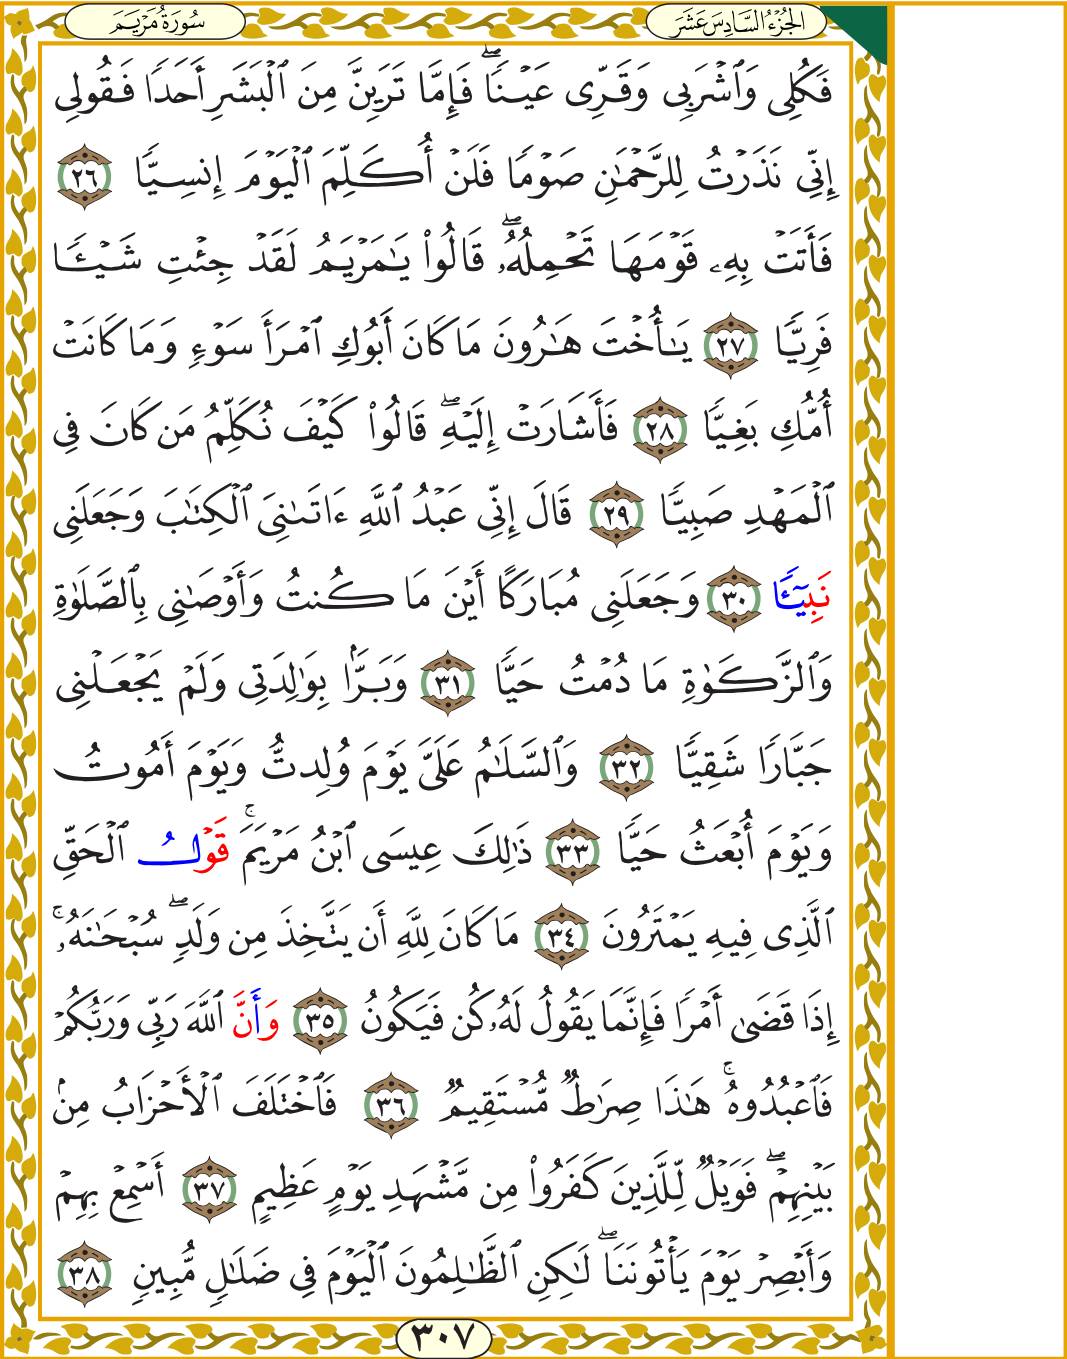 الجُزْءُ السَّادِسَ عَشَرَ
سُورَةُ مَرْيَمَ
فَكُلِى وَٱشْرَبِى وَقَرِّى عَيْنًاۖ فَإِمَّا تَرَيِنَّ مِنَ ٱلْبَشَرِ أَحَدًا فَقُولِى
إِنِّى نَذَرْتُ لِلرَّحْمَٰنِ صَوْمًا فَلَنْ أُكَلِّمَ ٱلْيَوْمَ إِنسِيًّا ٢٦
فَأَتَتْ بِهِۦ قَوْمَهَا تَحْمِلُهُۥۖ قَالُوا۟ يَٰمَرْيَمُ لَقَدْ جِئْتِ شَيْـًٔا
فَرِيًّا ٢٧ يَٰٓأُخْتَ هَٰرُونَ مَا كَانَ أَبُوكِ ٱمْرَأَ سَوْءٍ وَمَا كَانَتْ
أُمُّكِ بَغِيًّا ٢٨ فَأَشَارَتْ إِلَيْهِۖ قَالُوا۟ كَيْفَ نُكَلِّمُ مَن كَانَ فِى
ٱلْمَهْدِ صَبِيًّا ٢٩ قَالَ إِنِّى عَبْدُ ٱللَّهِ ءَاتَىٰنِىَ ٱلْكِتَٰبَ وَجَعَلَنِى
نَبِيٓـًٔا ٣٠ وَجَعَلَنِى مُبَارَكًا أَيْنَ مَا كُنتُ وَأَوْصَٰنِى بِٱلصَّلَوٰةِ
وَٱلزَّكَوٰةِ مَا دُمْتُ حَيًّا ٣١ وَبَرًّۢا بِوَٰلِدَتِى وَلَمْ يَجْعَلْنِى
جَبَّارًا شَقِيًّا ٣٢ وَٱلسَّلَٰمُ عَلَىَّ يَوْمَ وُلِدتُّ وَيَوْمَ أَمُوتُ
وَيَوْمَ أُبْعَثُ حَيًّا ٣٣ ذَٰلِكَ عِيسَى ٱبْنُ مَرْيَمَۚ قَوْلُ ٱلْحَقِّ
ٱلَّذِى فِيهِ يَمْتَرُونَ ٣٤ مَا كَانَ لِلَّهِ أَن يَتَّخِذَ مِن وَلَدٍۖ سُبْحَٰنَهُۥۚ
إِذَا قَضَىٰ أَمْرًا فَإِنَّمَا يَقُولُ لَهُۥ كُن فَيَكُونُ ٣٥ وَأَنَّ ٱللَّهَ رَبِّى وَرَبُّكُمْ
فَٱعْبُدُوهُۚ هَٰذَا صِرَٰطٌ مُّسْتَقِيمٌ ٣٦ فَٱخْتَلَفَ ٱلْأَحْزَابُ مِنۢ
بَيْنِهِمْۖ فَوَيْلٌ لِّلَّذِينَ كَفَرُوا۟ مِن مَّشْهَدِ يَوْمٍ عَظِيمٍ ٣٧ أَسْمِعْ بِهِمْ
وَأَبْصِرْ يَوْمَ يَأْتُونَنَاۖ لَٰكِنِ ٱلظَّٰلِمُونَ ٱلْيَوْمَ فِى ضَلَٰلٍ مُّبِينٍ ٣٨
٣٠٧